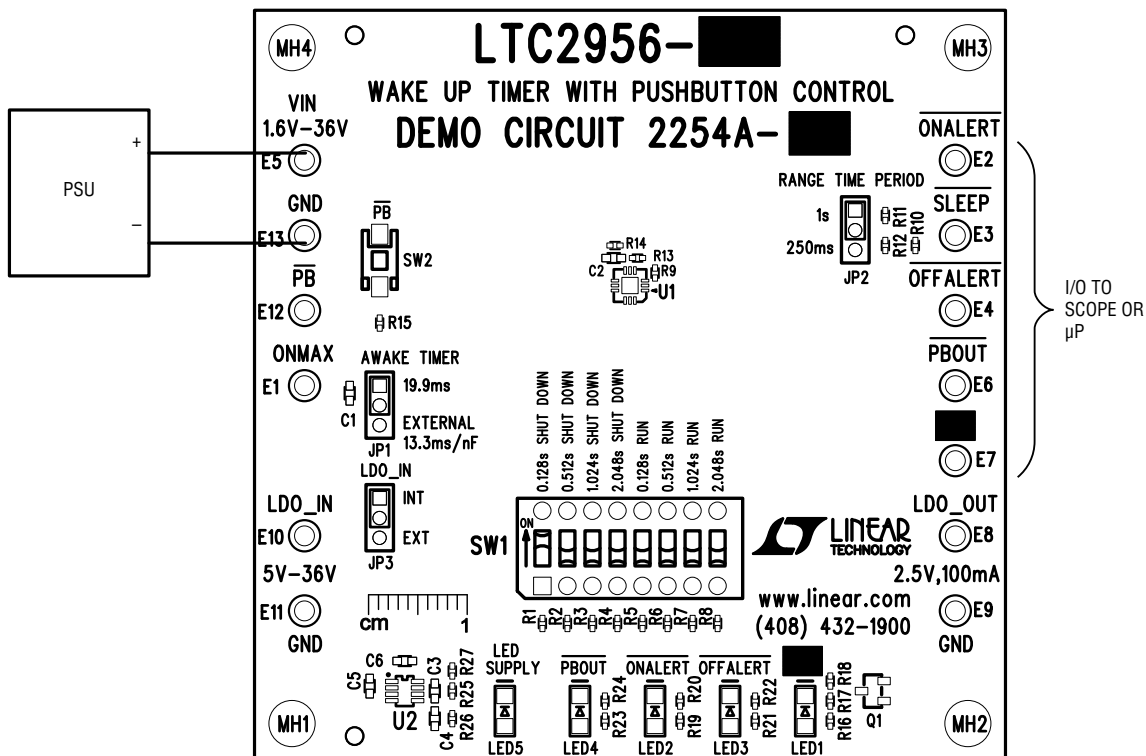 MH4
LTC2956-
MH3
WAKE UP TIMER WITH PUSHBUTTON CONTROL
DEMO CIRCUIT 2254A-
VIN
1.6V-36V
E5
PSU
+
−
GND
E13
PB
E12
ONMAX
E1
PB
SW2
R15
R14
C2
R13
R9
U1
RANGE TIME PERIOD
1s
250ms
JP2
R11
R10
R12
ONALERT
E2
SLEEP
E3
OFFALERT
E4
PBOUT
E6
E7
I/O TO
SCOPE OR
µP
AWAKE TIMER
19.9ms
EXTERNAL
13.3ms/nF
C1
JP1
LDO_IN
INT
EXT
JP3
LDO_IN
E10
5V-36V
E11
GND
0.128s SHUT DOWN
0.512s SHUT DOWN
1.024s SHUT DOWN
2.048s SHUT DOWN
0.128s RUN
0.512s RUN
1.024s RUN
2.048s RUN
SW1
ON
R1
R2
R3
R4
R5
R6
R7
R8
LINEAR
TECHNOLOGY
www.linear.com
(408) 432-1900
LDO_OUT
E8
2.5V,100mA
E9
GND
cm 1
C6
C5
U2
C3
C4
R27
R25
R26
LED
SUPPLY
LED5
PBOUT
LED4
R24
R23
ONALERT
LED2
R20
R19
OFFALERT
LED3
R22
R21
LED1
R18
R17
R16
Q1
MH1
MH2